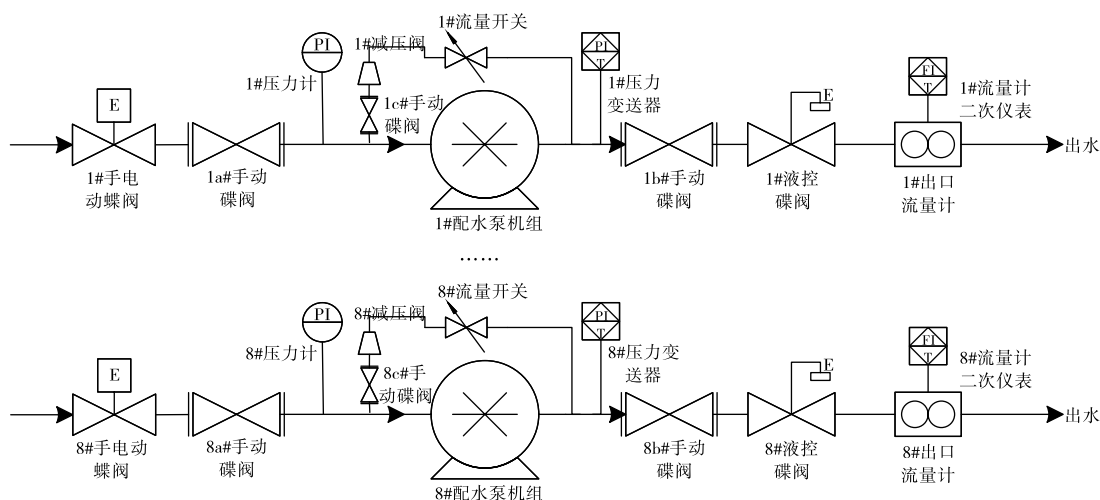 1#流量开关
PI
1#减压阀
PI
T
FI
T
E
1#压力计
1c#手动
碟阀
1#压力
变送器
E
1#流量计
二次仪表
出水
1#手电
动蝶阀
1a#手动
碟阀
1#配水泵机组
1b#手动
碟阀
1#液控
碟阀
1#出口
流量计
……
8#流量开关
PI
8#减压阀
PI
T
FI
T
E
8#压力计
8c#手
动碟阀
8#压力变
送器
E
8#流量计
二次仪表
出水
8#手电动
蝶阀
8a#手动
碟阀
8#配水泵机组
8b#手动
碟阀
8#液控
碟阀
8#出口
流量计